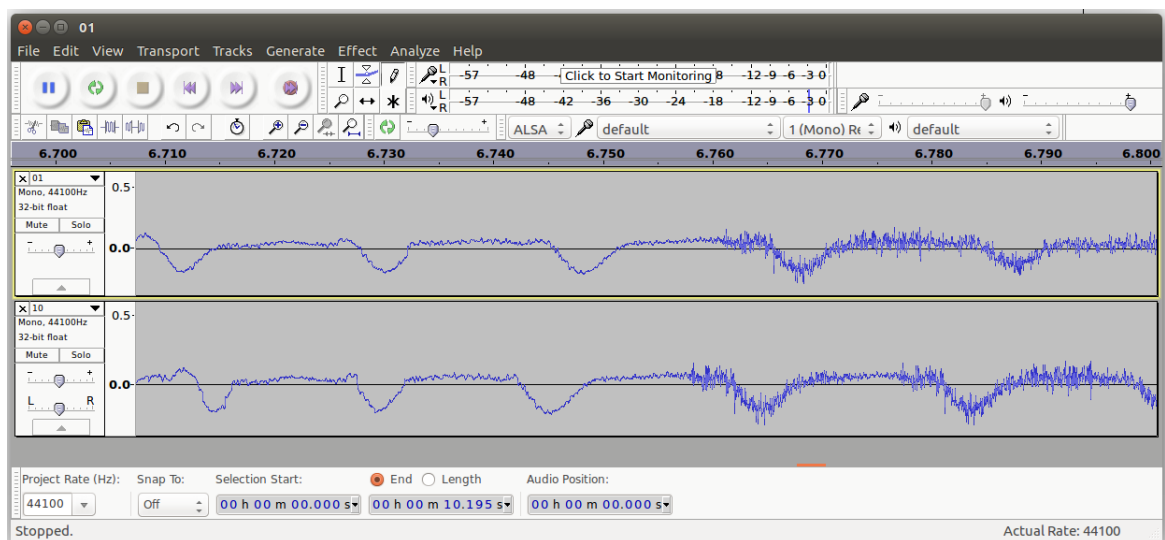 01
File Edit View Transport Tracks Generate Effect Analyze Help
L R -57 -48 Click to Start Monitoring 8 -12 -9 -6 -3 0
L R -57 -48 -42 -36 -30 -24 -18 -12 -9 -6 -3 0
ALSA default 1 (Mono) Re default
6.700 6.710 6.720 6.730 6.740 6.750 6.760 6.770 6.780 6.790 6.800
01
Mono, 44100Hz
32-bit float
Mute Solo
- +
0.5
0.0
10
Mono, 44100Hz
32-bit float
Mute Solo
- +
L R
0.5
0.0
Project Rate (Hz): Snap To: Selection Start: End Length Audio Position:
44100 Off 00 h 00 m 00.000 s 00 h 00 m 10.195 s 00 h 00 m 00.000 s
Stopped. Actual Rate: 44100